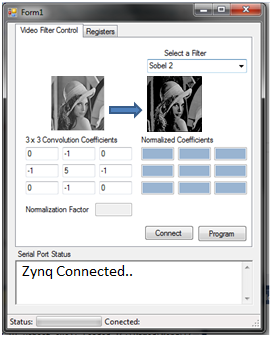 Form1
Video Filter Control Registers
Select a Filter
Sobel 2
3 x 3 Convolution Coefficients Normalized Coefficients
0 -1 0
-1 5 -1
0 -1 0
Normalization Factor
Connect Program
Serial Port Status
Zynq Connected..
Status: Conected: